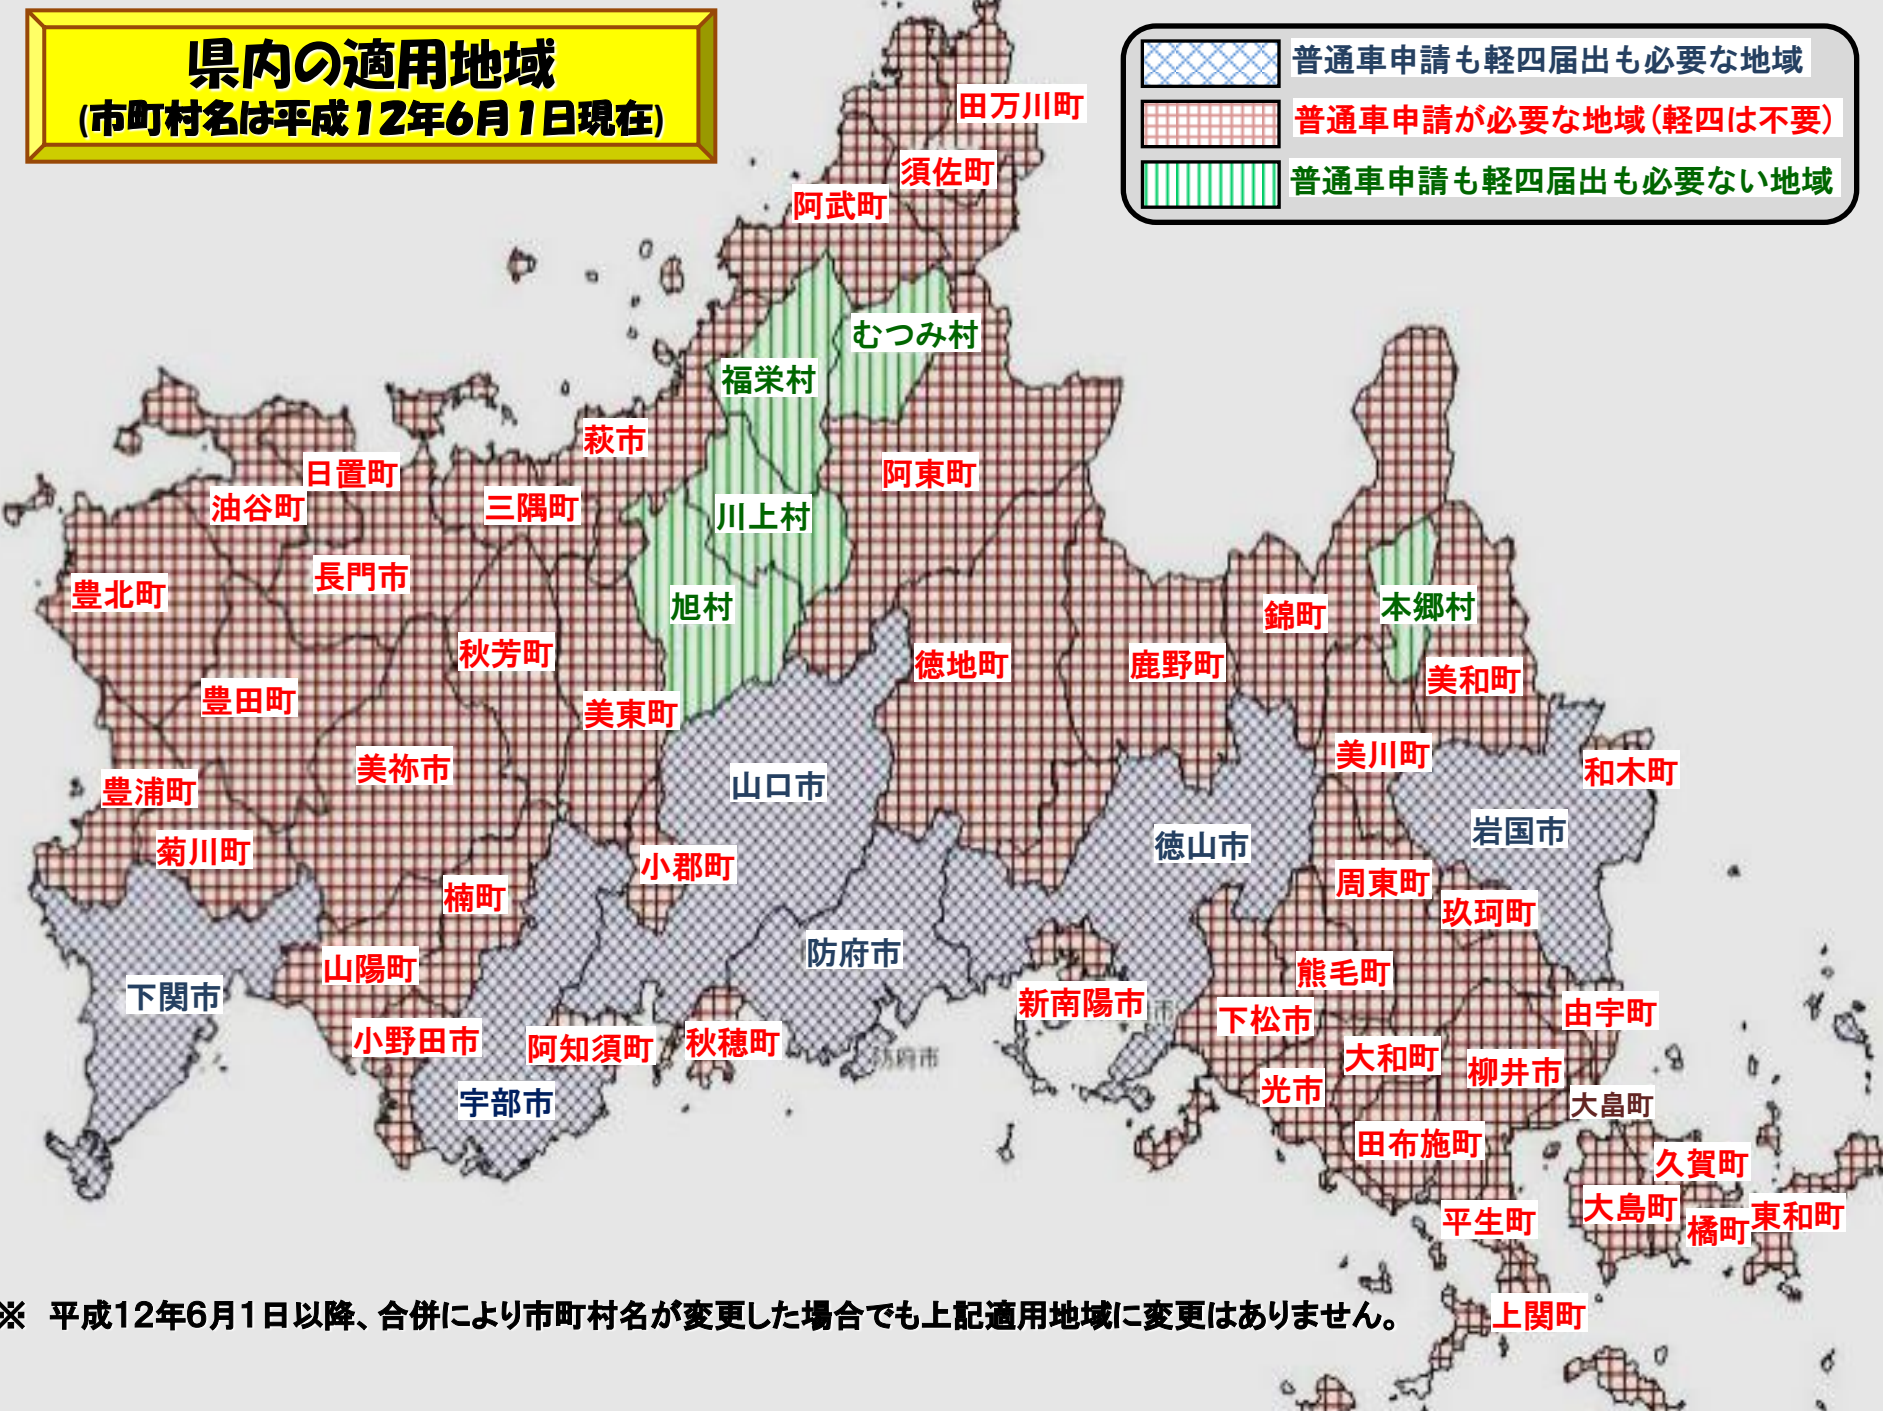 県内の適用地域
(市町村名は平成12年6月1日現在)
普通車申請も軽四届出も必要な地域
普通車申請が必要な地域(軽四は不要)
普通車申請も軽四届出も必要ない地域
田万川町
須佐町
阿武町
むつみ村
福栄村
萩市
日置町
阿東町
油谷町
三隅町
川上村
長門市
豊北町
旭村
本郷村
錦町
秋芳町
徳地町
鹿野町
美和町
豊田町
美東町
美川町
美祢市
山口市
和木町
豊浦町
岩国市
徳山市
菊川町
小郡町
周東町
楠町
玖珂町
防府市
山陽町
熊毛町
下関市
新南陽市
市
由宇町
下松市
小野田市
阿知須町
秋穂町
防府市
大和町
柳井市
光市
宇部市
大畠町
田布施町
久賀町
大島町
東和町
平生町
橘町
上関町
※　平成12年6月1日以降、合併により市町村名が変更した場合でも上記適用地域に変更はありません。